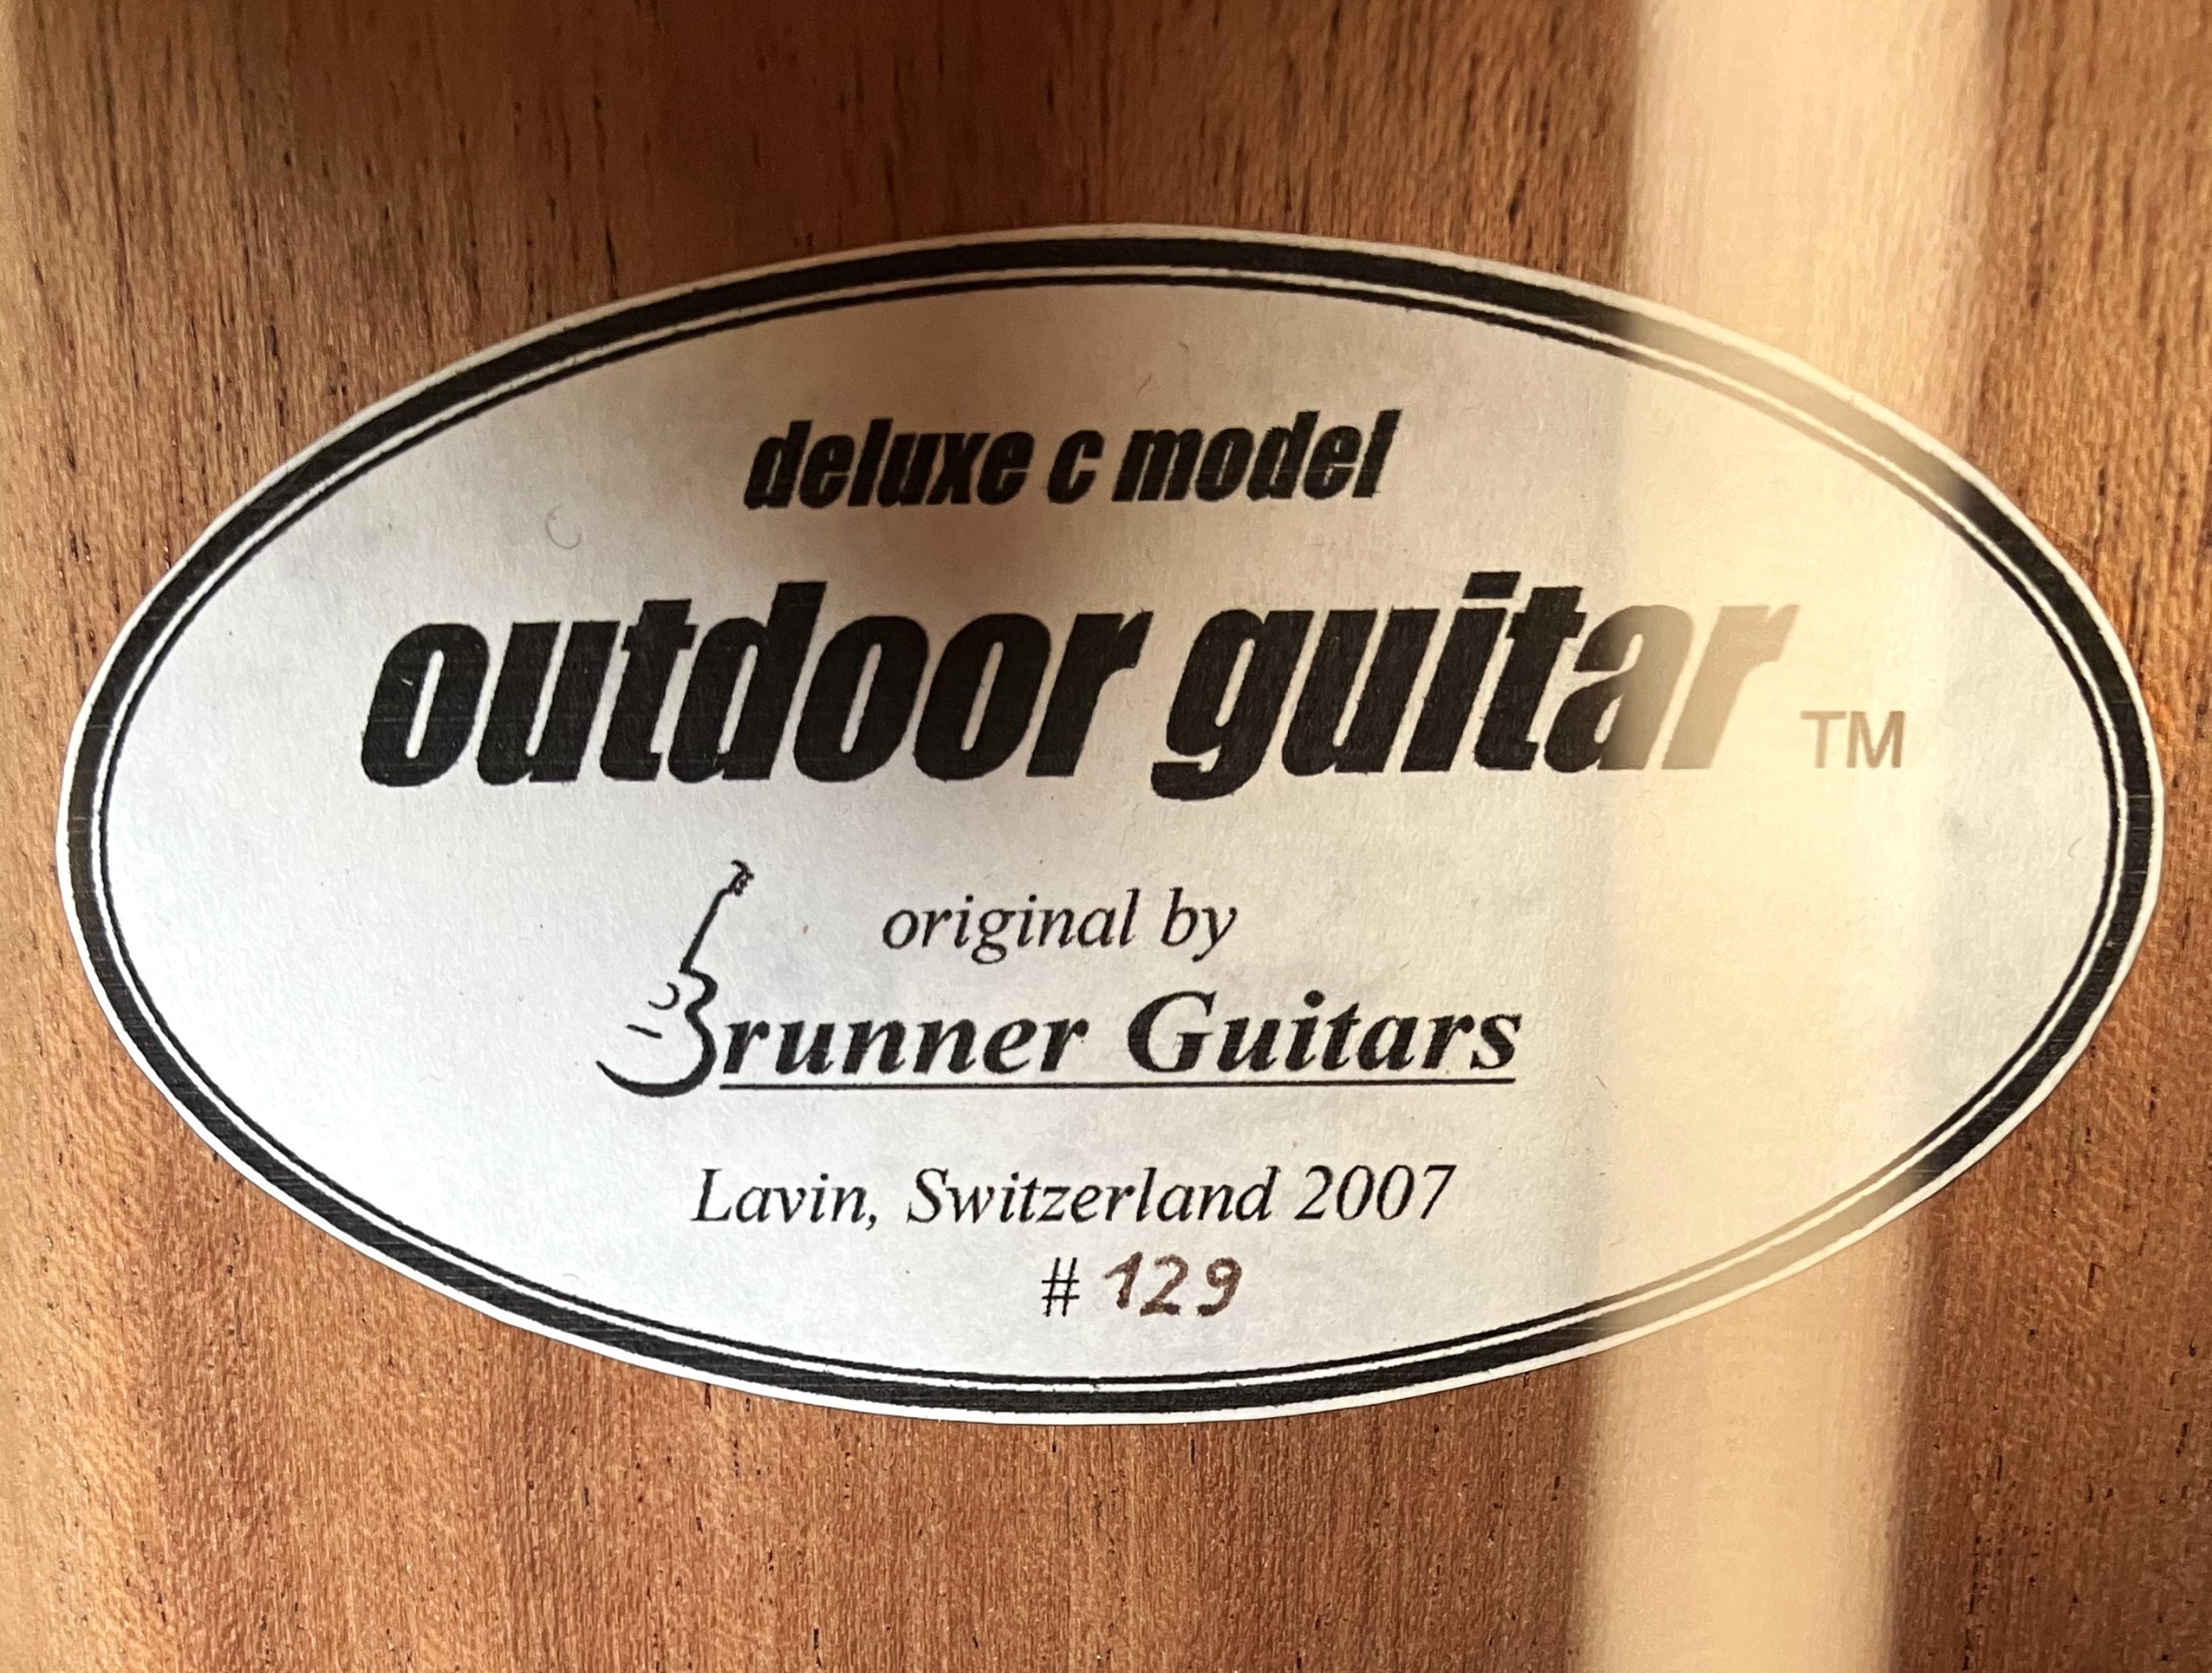 deluxe c model
outdoor guitar TM
original by
Brunner Guitars
Lavin, Switzerland 2007
# 129